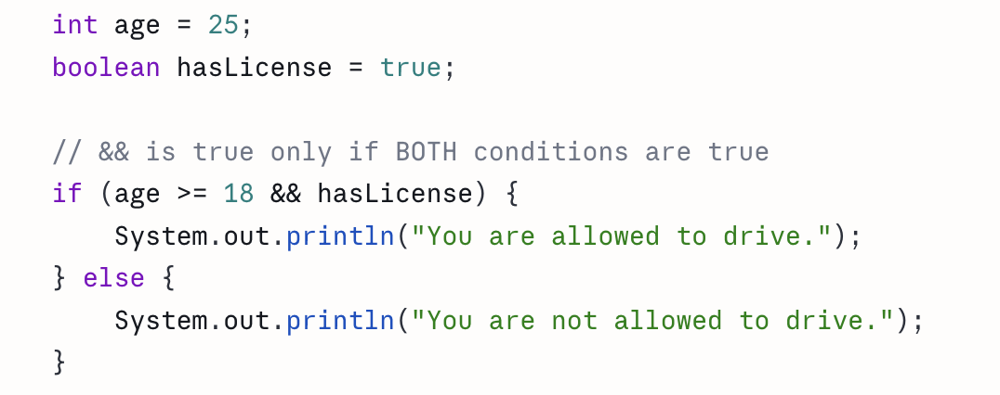 int age = 25;
boolean hasLicense = true;

// && is true only if BOTH conditions are true
if (age >= 18 && hasLicense) {
    System.out.println("You are allowed to drive.");
} else {
    System.out.println("You are not allowed to drive.");
}